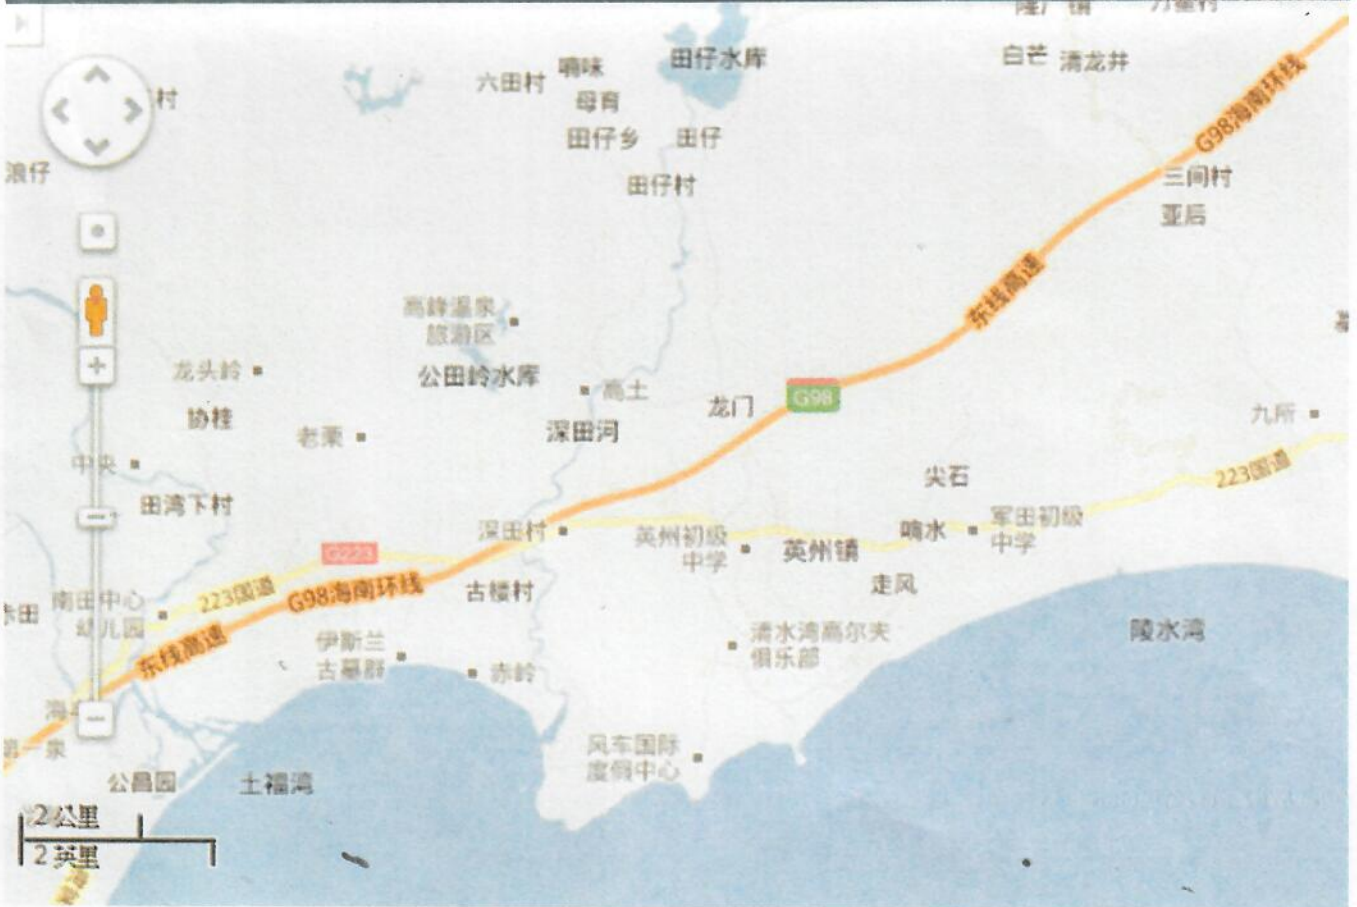 村
六田村
嘀味
母育
田仔水库
白芒
清龙井
G98海南环线
田仔乡
田仔
浪仔
田仔村
三间村
亚后
东线高速
高峰温泉
旅游区
龙头岭
公田岭水库
高土
龙门
G98
协桂
老栗
深田河
九所
中央
尖石
223国道
田湾下村
深田村
英州初级
中学
英州镇
响水
军田初级
中学
G223
223国道
G98海南环线
古楼村
走风
南田中心
幼儿园
东线高速
伊斯兰
古墓群
赤岭
清水湾高尔夫
俱乐部
陵水湾
风车国际
度假中心
公昌园
土福湾
2 公里
2 英里